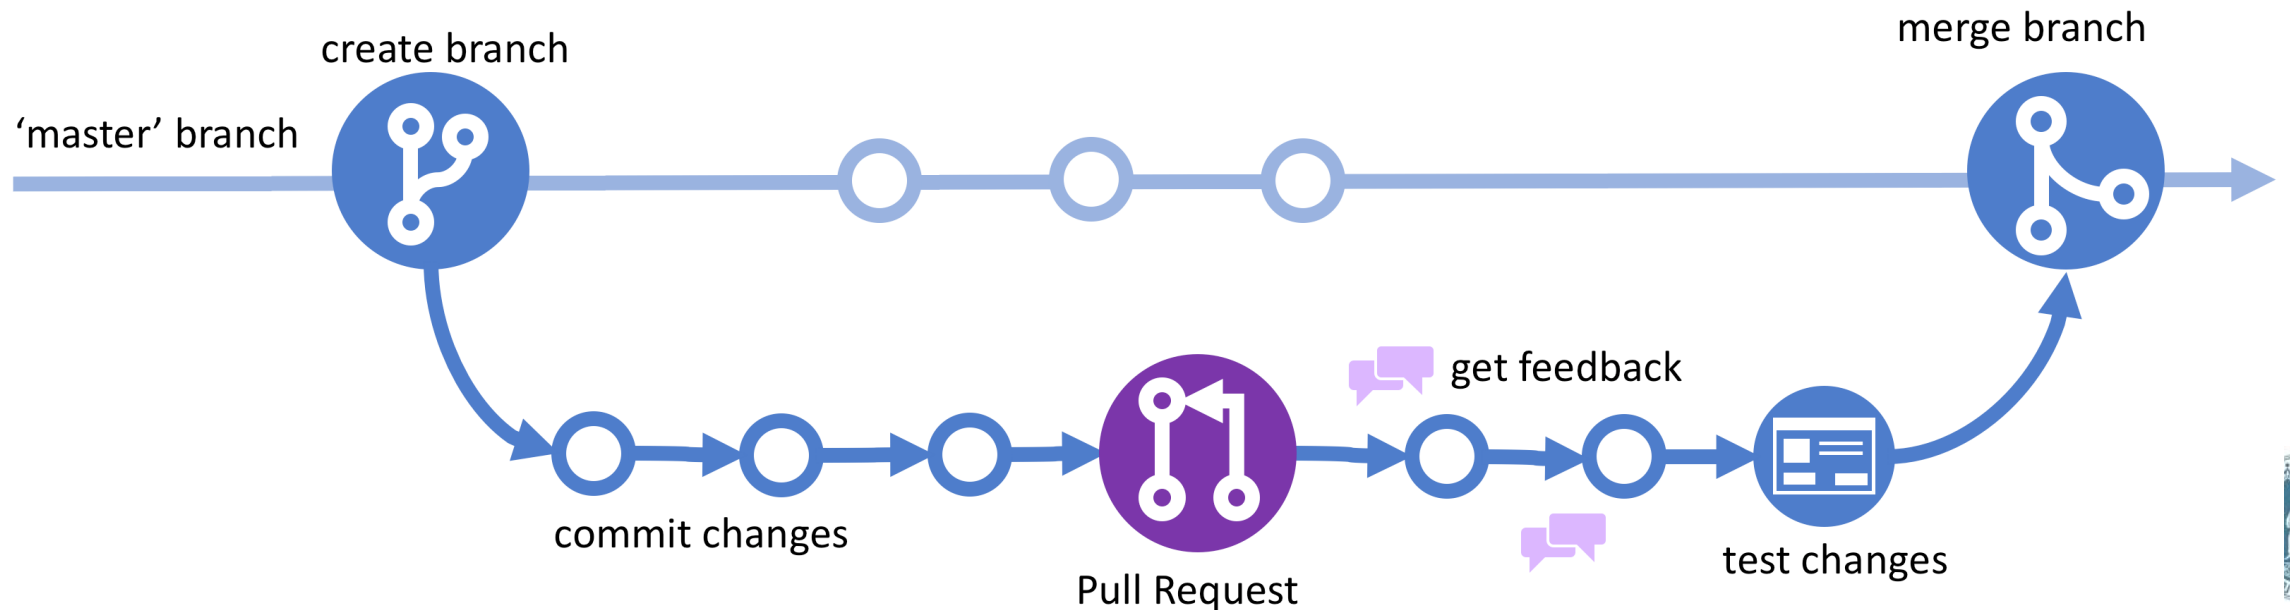 create branch
merge branch
‘master’ branch
get feedback
commit changes
test changes
Pull Request